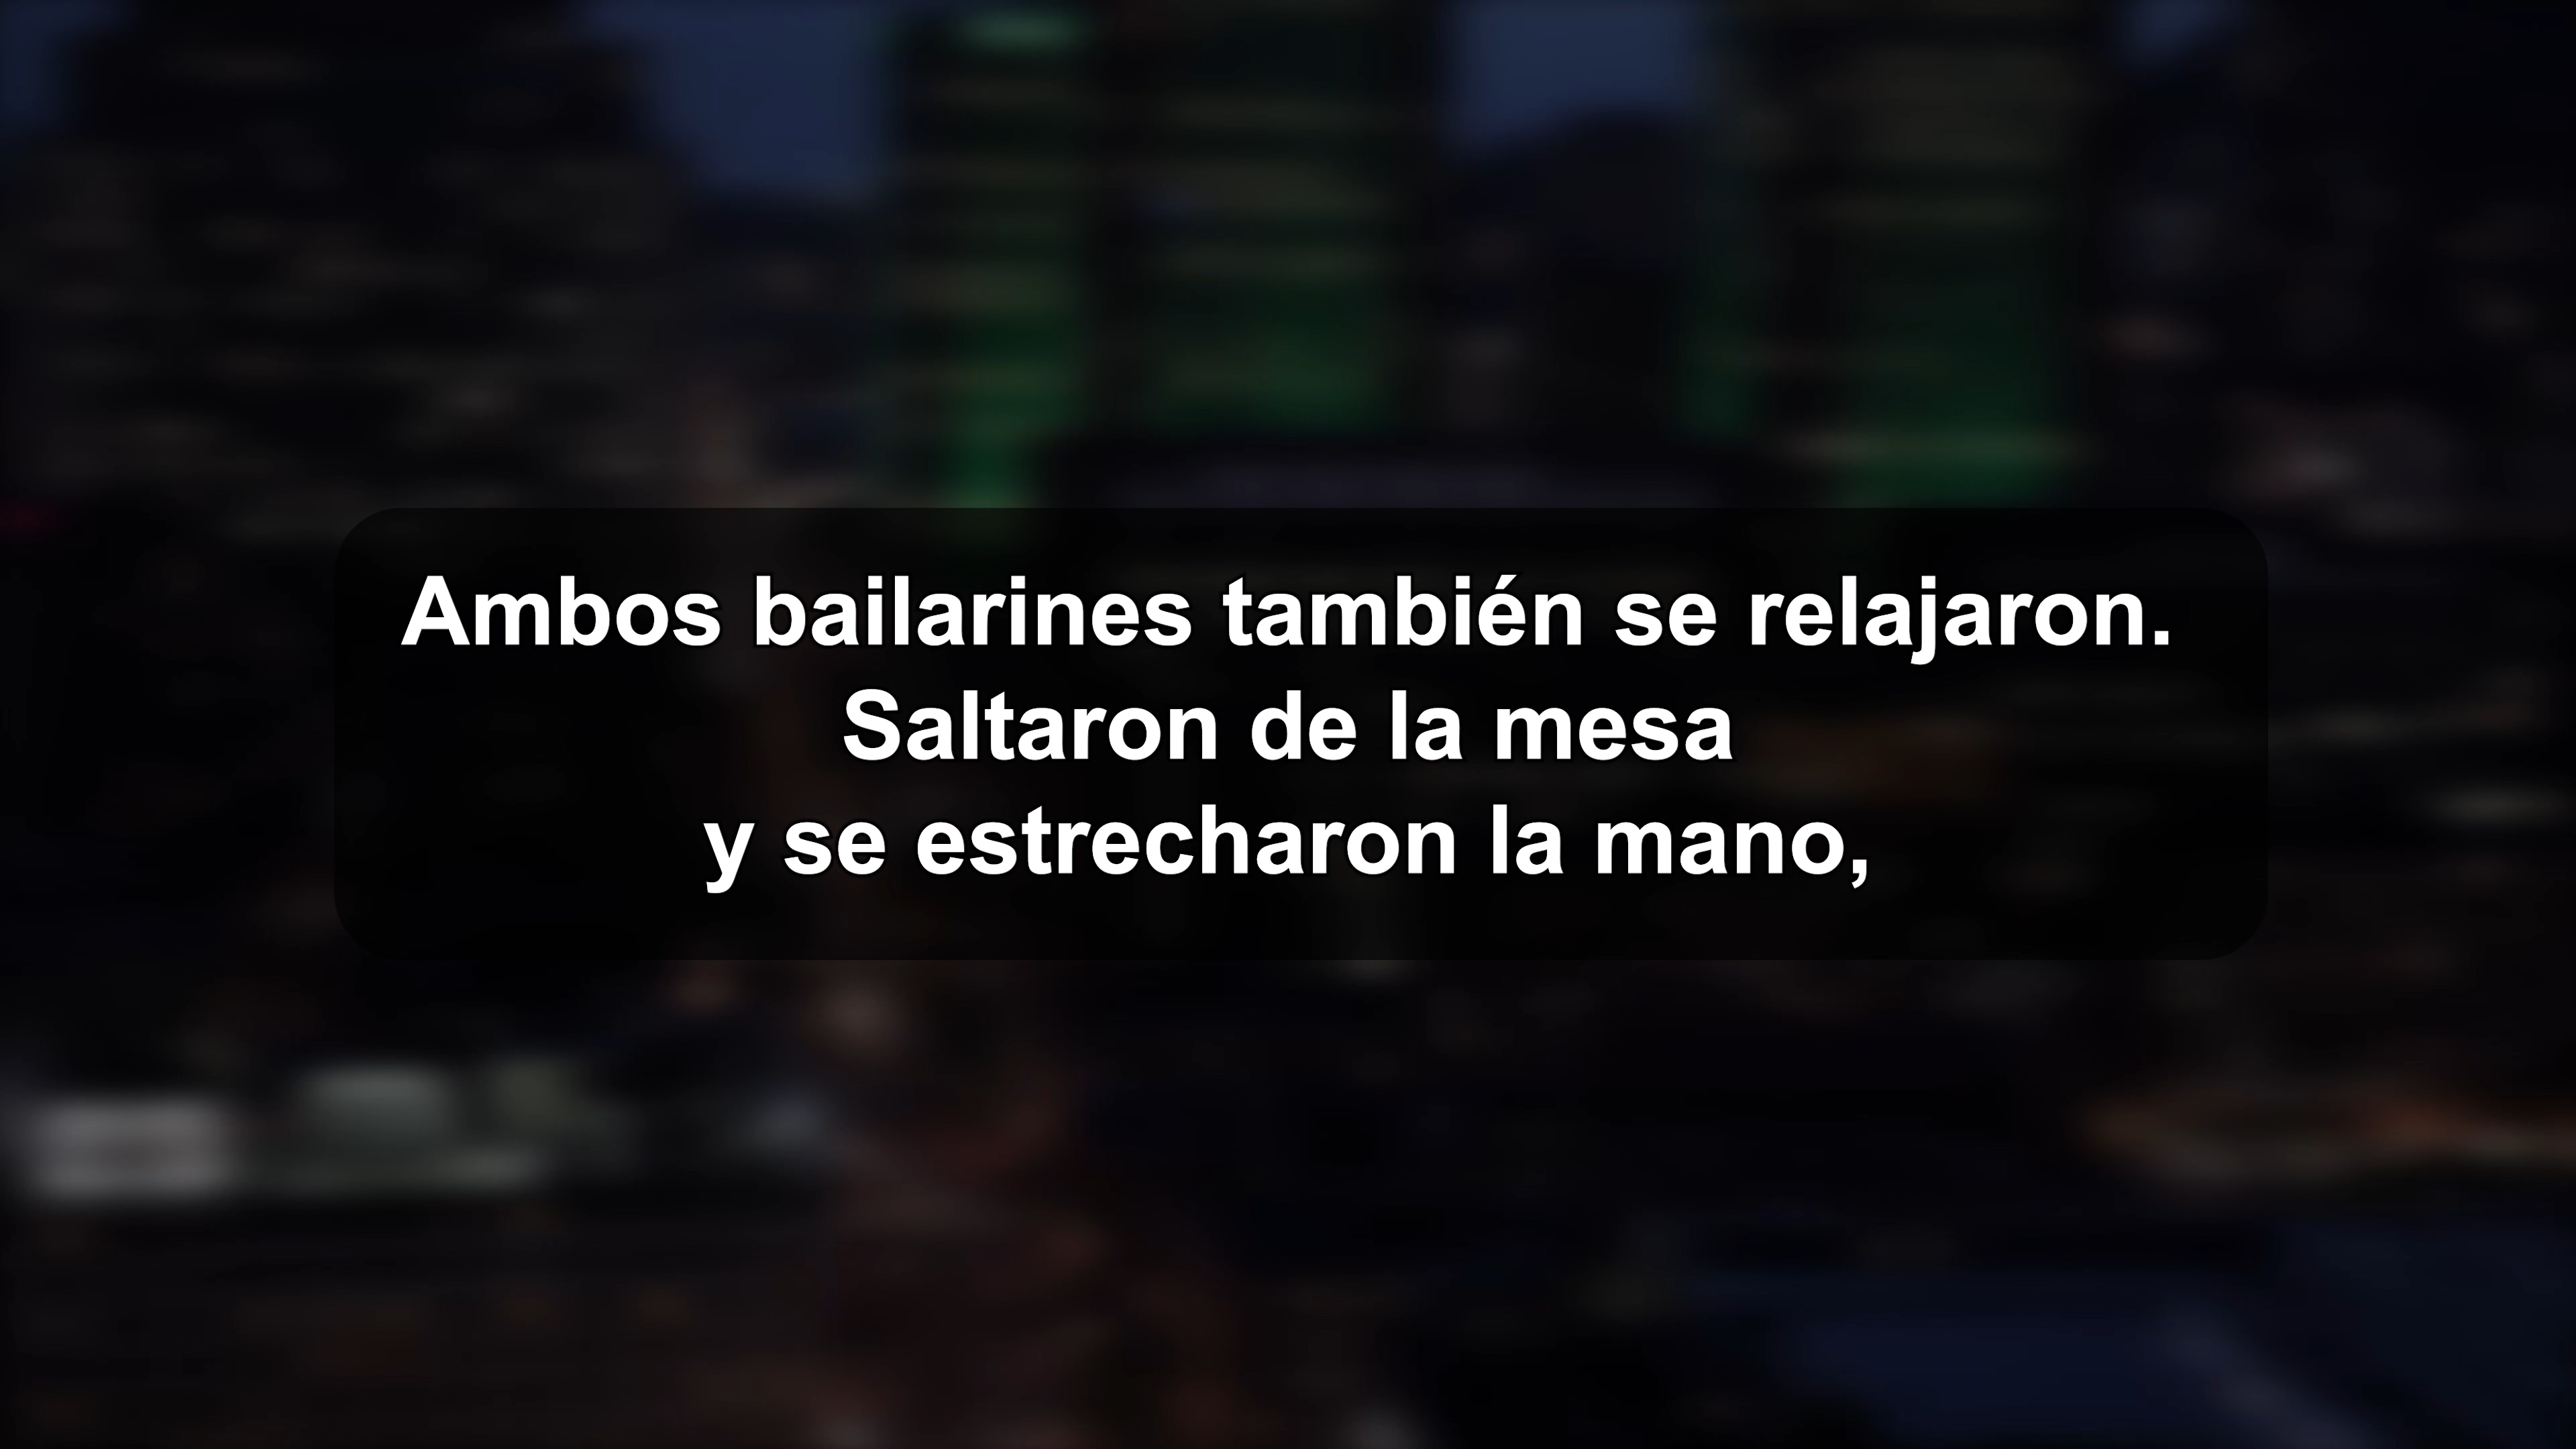 Ambos bailarines también se relajaron.
Saltaron de la mesa
y se estrecharon la mano,